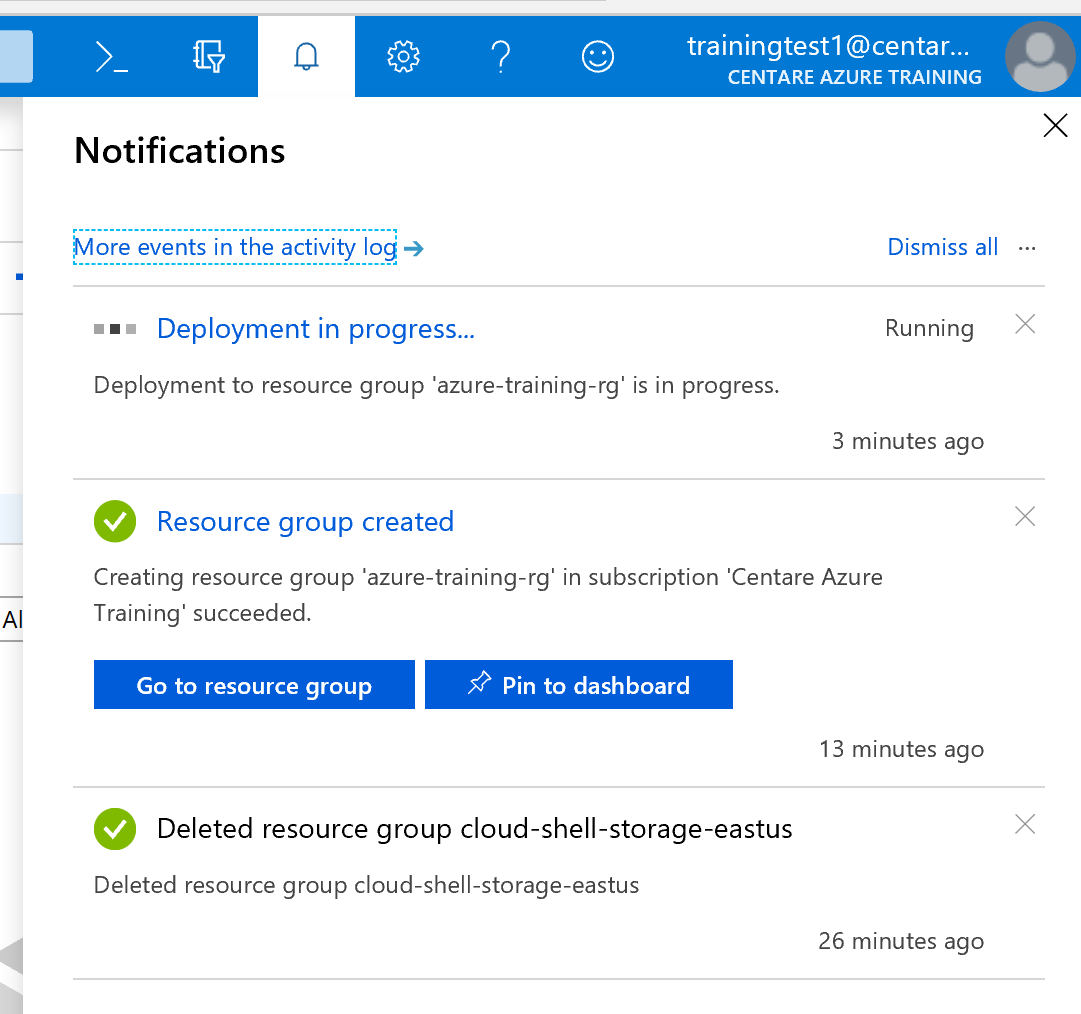 trainingtest1@centar...
CENTARE AZURE TRAINING
Notifications
More events in the activity log →
Dismiss all ...
Deployment in progress...
Running
Deployment to resource group 'azure-training-rg' is in progress.
3 minutes ago
Resource group created
Creating resource group 'azure-training-rg' in subscription 'Centare Azure
Training' succeeded.
Go to resource group
Pin to dashboard
13 minutes ago
Al
Deleted resource group cloud-shell-storage-eastus
Deleted resource group cloud-shell-storage-eastus
26 minutes ago